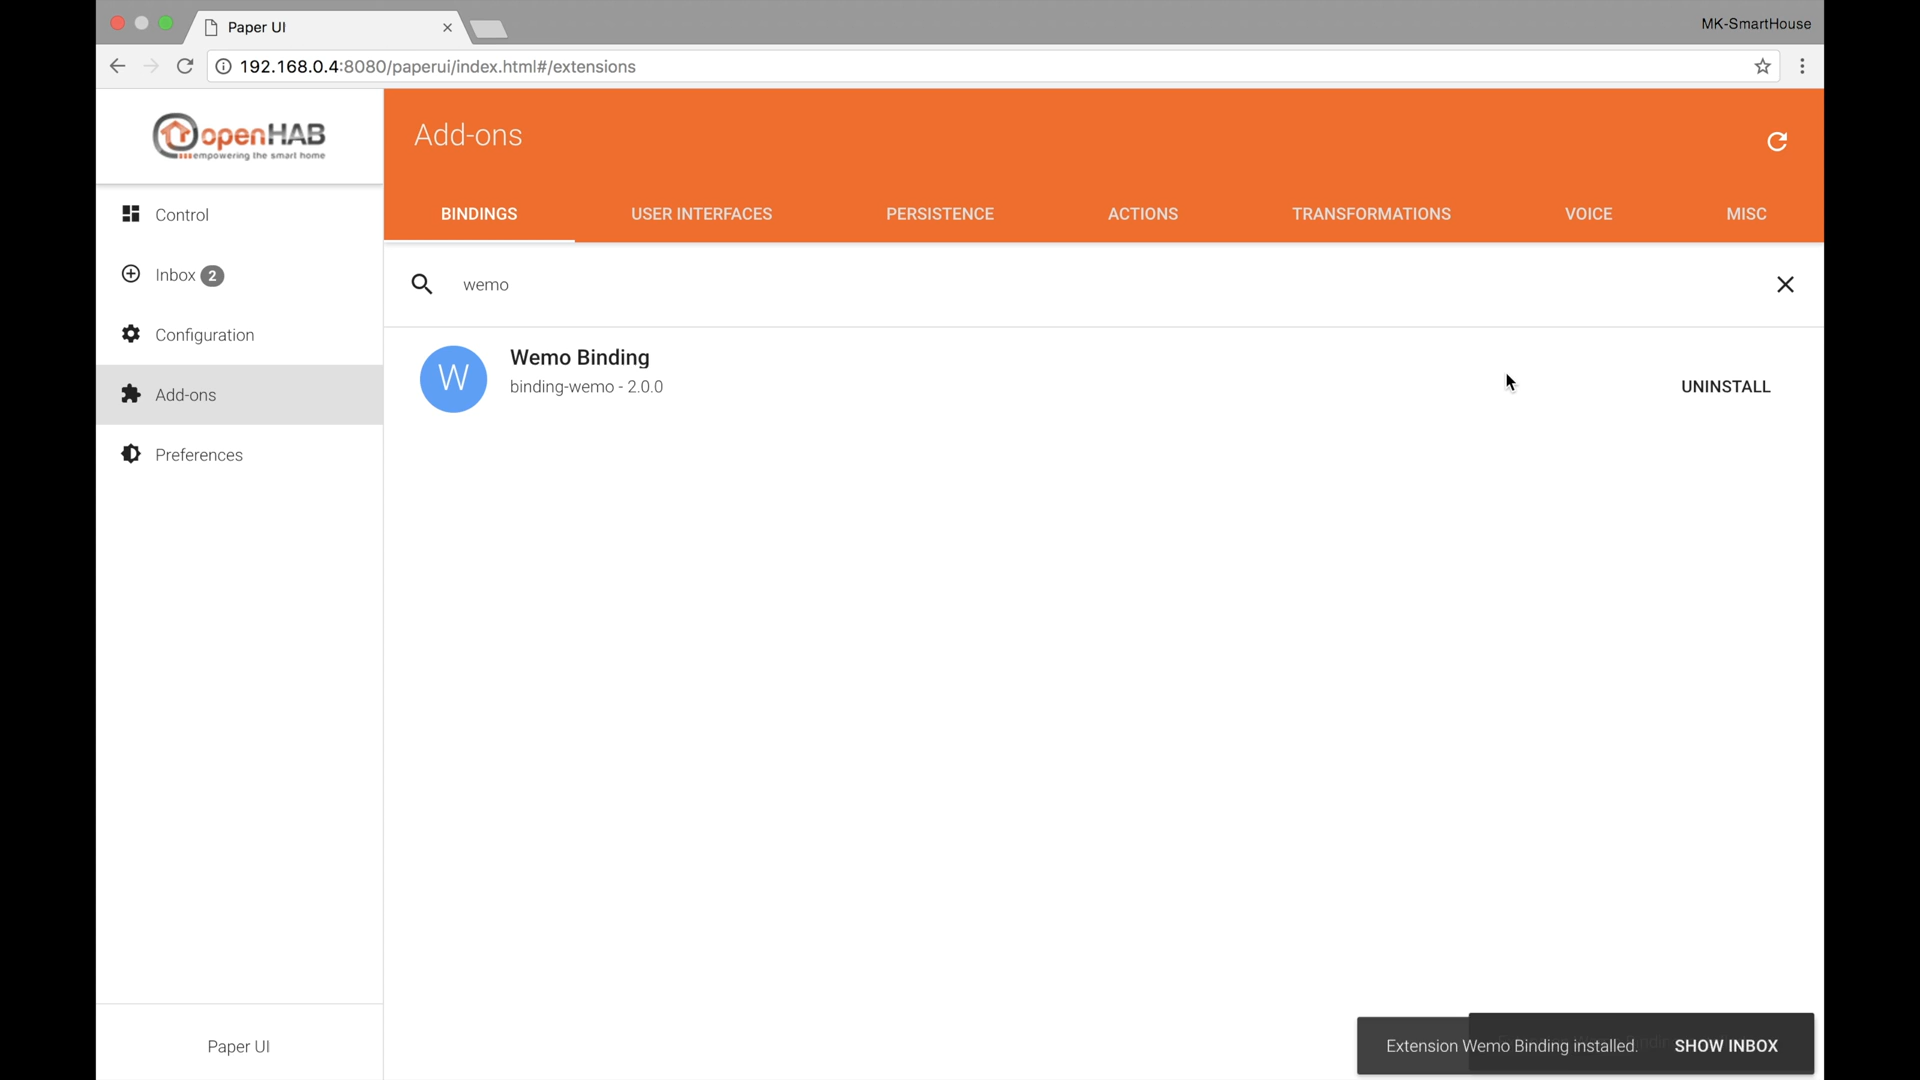 Paper UI
MK-SmartHouse
192.168.0.4:8080/paperui/index.html#/extensions
openHAB
empowering the smart home
Add-ons
BINDINGS
USER INTERFACES
PERSISTENCE
ACTIONS
TRANSFORMATIONS
VOICE
MISC
Control
Inbox 2
Configuration
Add-ons
Preferences
wemo
W
Wemo Binding
binding-wemo - 2.0.0
UNINSTALL
Paper UI
Extension Wemo Binding installed.
SHOW INBOX